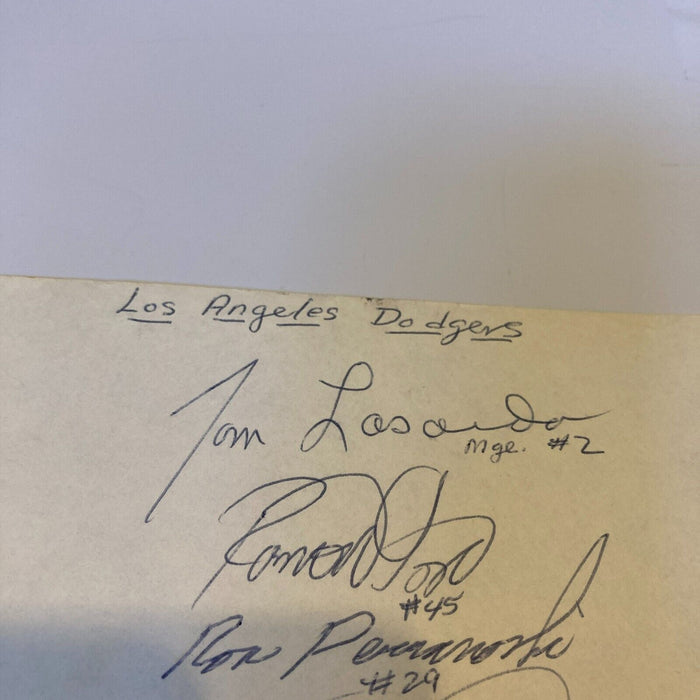 Los Angeles Dodgers
Tom Lasorda
Mgr. #2
#45
Ron Perranoski
#29